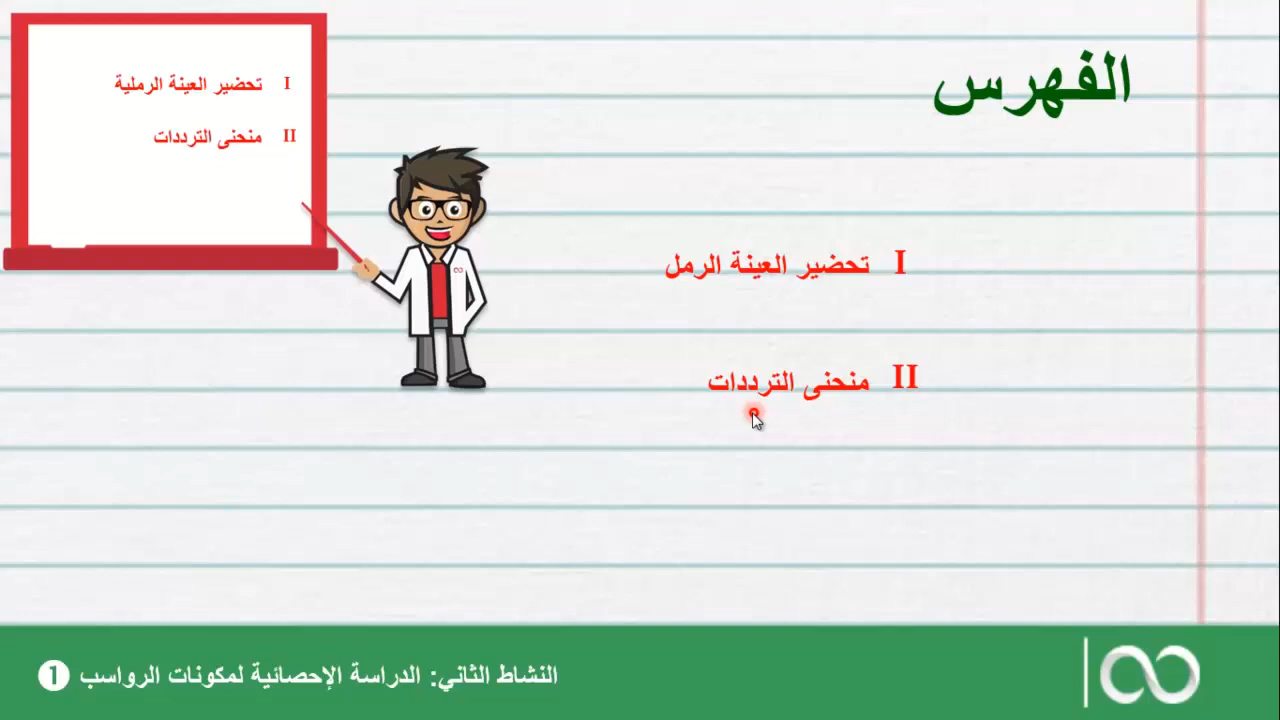 الفهرس
I تحضير العينة الرمل
II منحنى الترددات
I تحضير العينة الرملية
II منحنى الترددات
النشاط الثاني: الدراسة الإحصائية لمكونات الرواسب 1